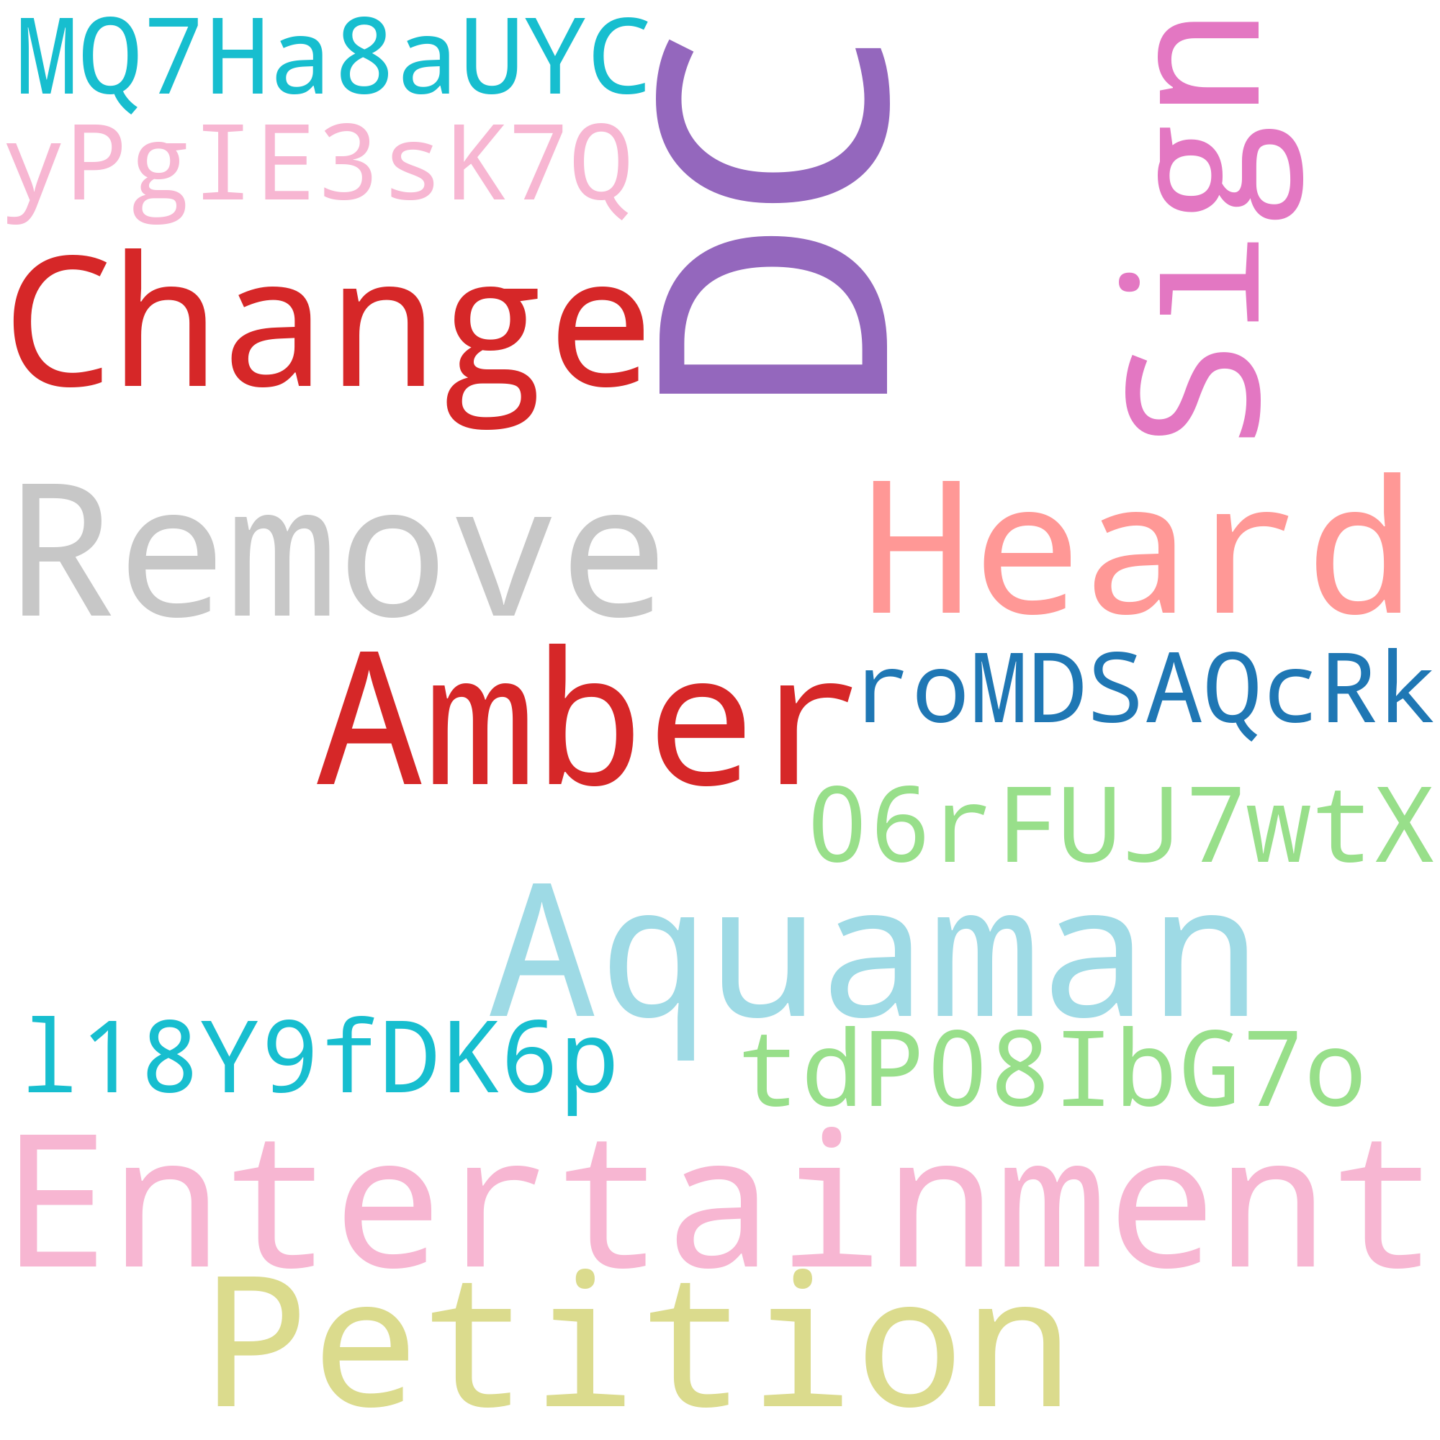 MQ7Ha8aUYC
yPgIE3sK7Q
DC
Sign
Change
Remove
Heard
Amber
roMDSAQcRk
06rFUJ7wtX
Aquaman
l18Y9fDK6p
tdP08IbG7o
Entertainment
Petition